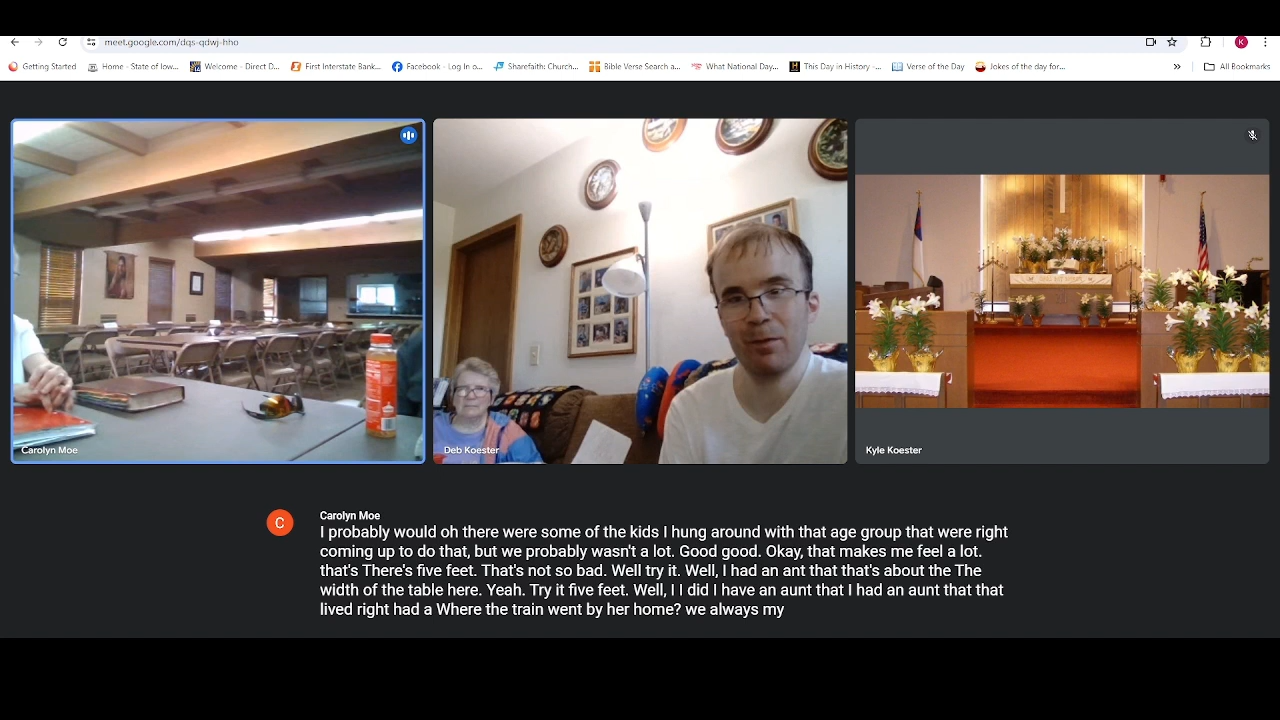 meet.google.com/dqs-qdwj-hho
Getting Started
Home - State of Iow...
Welcome - Direct D...
First Interstate Bank...
Facebook - Log In o...
Sharefaith: Church...
Bible Verse Search a...
What National Day...
This Day in History -...
Verse of the Day
Jokes of the day for...
»
All Bookmarks
K
Carolyn Moe
Deb Koester
Kyle Koester
C
Carolyn Moe
I probably would oh there were some of the kids I hung around with that age group that were right
coming up to do that, but we probably wasn't a lot. Good good. Okay, that makes me feel a lot.
that's There's five feet. That's not so bad. Well try it. Well, I had an ant that that's about the The
width of the table here. Yeah. Try it five feet. Well, I I did I have an aunt that I had an aunt that that
lived right had a Where the train went by her home? we always my